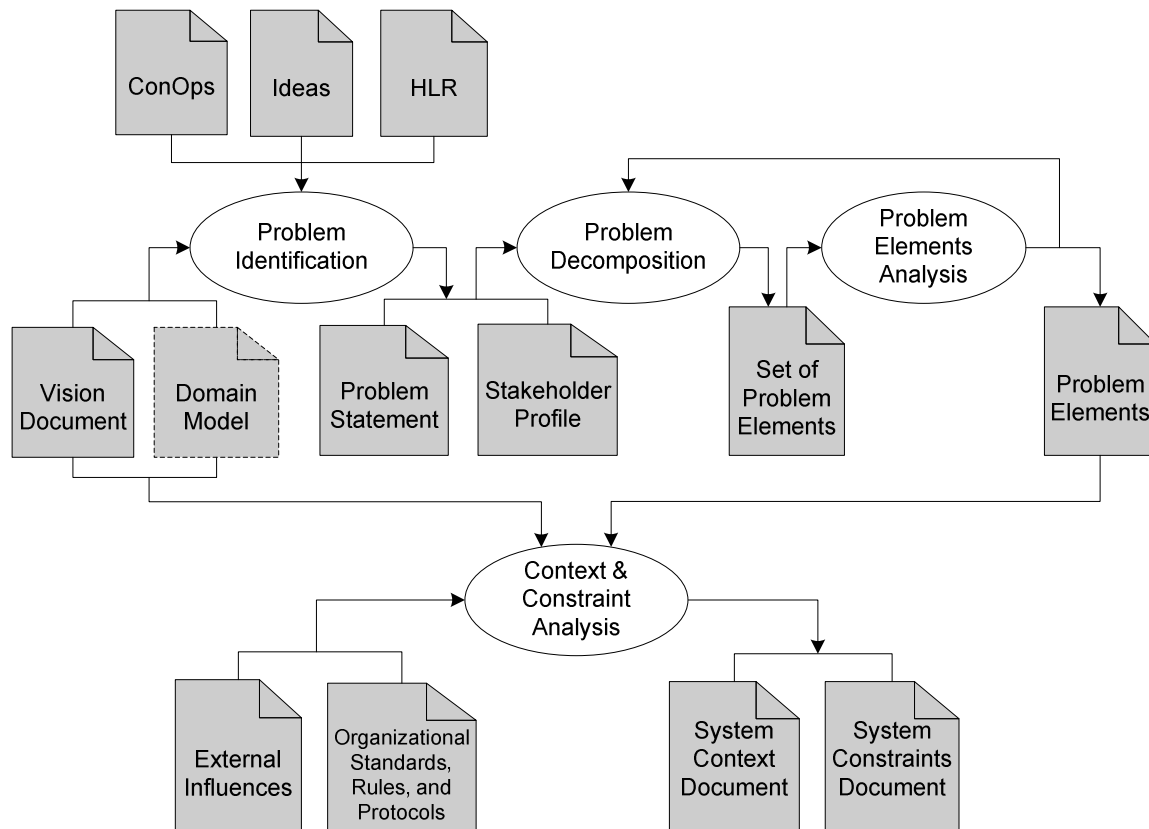 ConOps
Ideas
HLR
Problem
Identification
Problem
Decomposition
Problem
Elements
Analysis
Vision
Document
Domain
Model
Problem
Statement
Stakeholder
Profile
Set of
Problem
Elements
Problem
Elements
Context &
Constraint
Analysis
External
Influences
Organizational
Standards,
Rules, and
Protocols
System
Context
Document
System
Constraints
Document